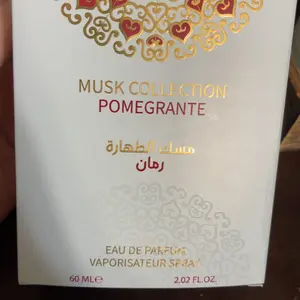 MUSK COLLECTION
POMEGRANTE
مسك الطهارة
رمان
EAU DE PARFUM
VAPORISATEUR SPRAY
60 ML℮ 2.02 FL.OZ.